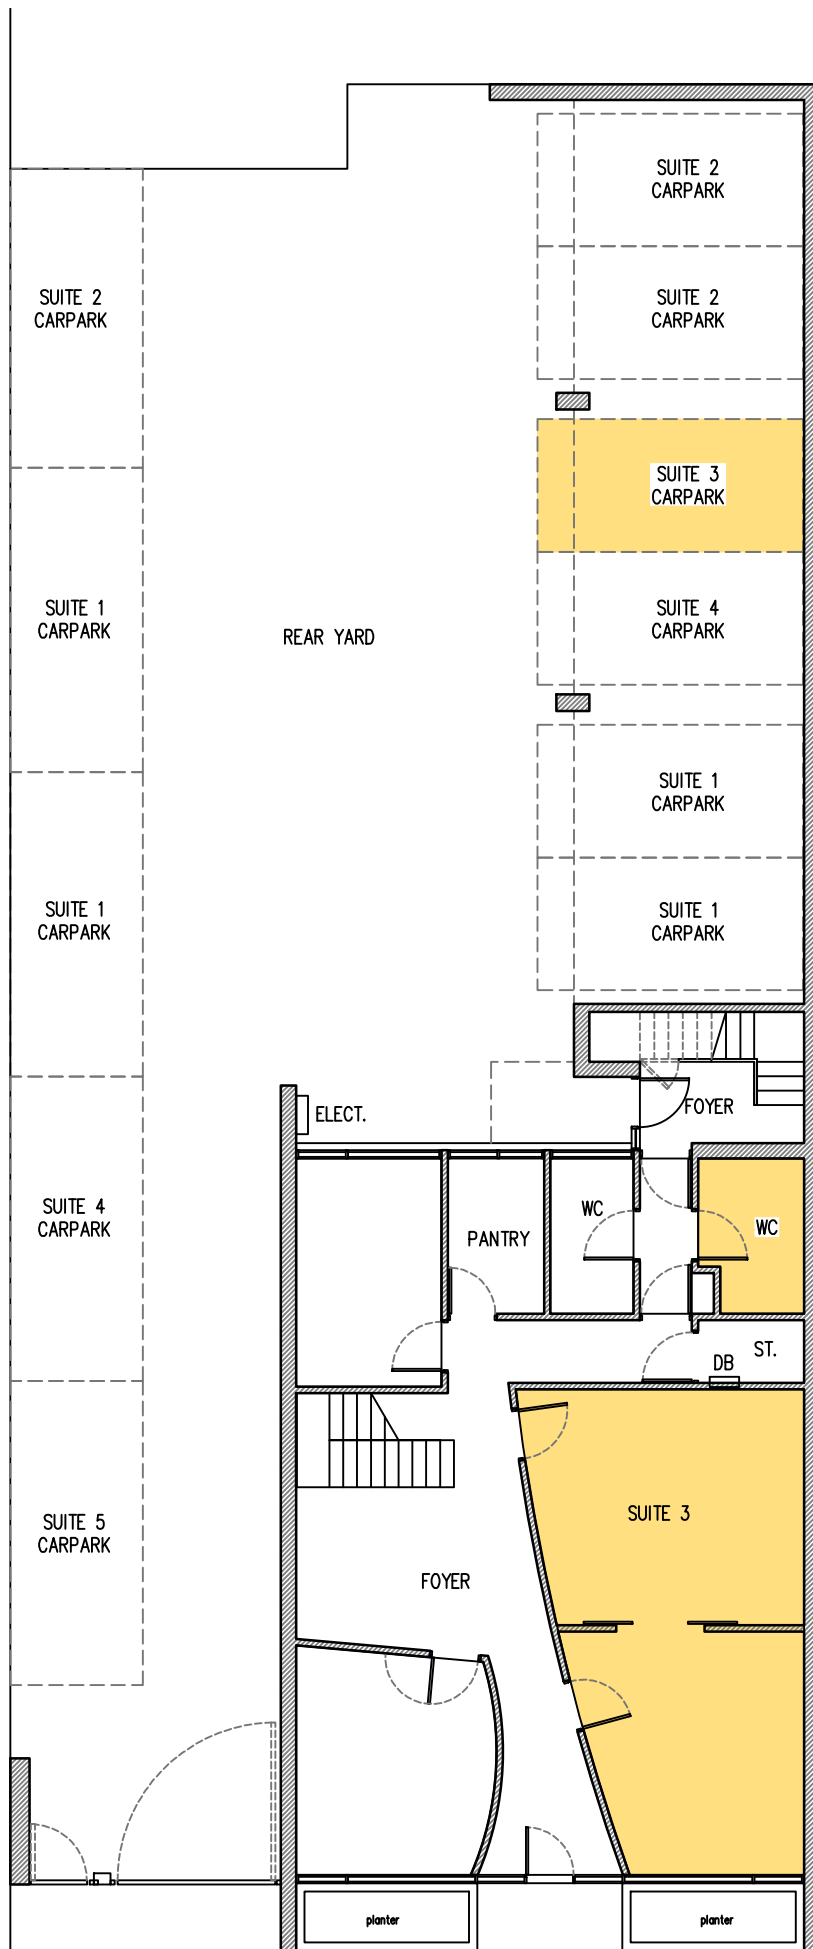 SUITE 2
CARPARK
SUITE 2
CARPARK
SUITE 2
CARPARK
SUITE 3
CARPARK
SUITE 1
CARPARK
SUITE 4
CARPARK
REAR YARD
SUITE 1
CARPARK
SUITE 1
CARPARK
SUITE 1
CARPARK
ELECT.
FOYER
SUITE 4
CARPARK
WC
WC
PANTRY
ST.
DB
SUITE 5
CARPARK
SUITE 3
FOYER
planter
planter